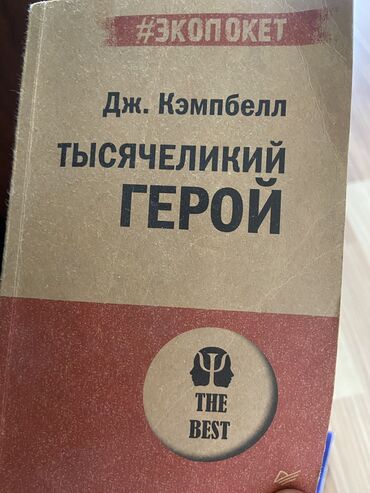 #ЭКОПОКЕТ
Дж. Кэмпбелл
ТЫСЯЧЕЛИКИЙ
ГЕРОЙ
Ψ
THE
BEST